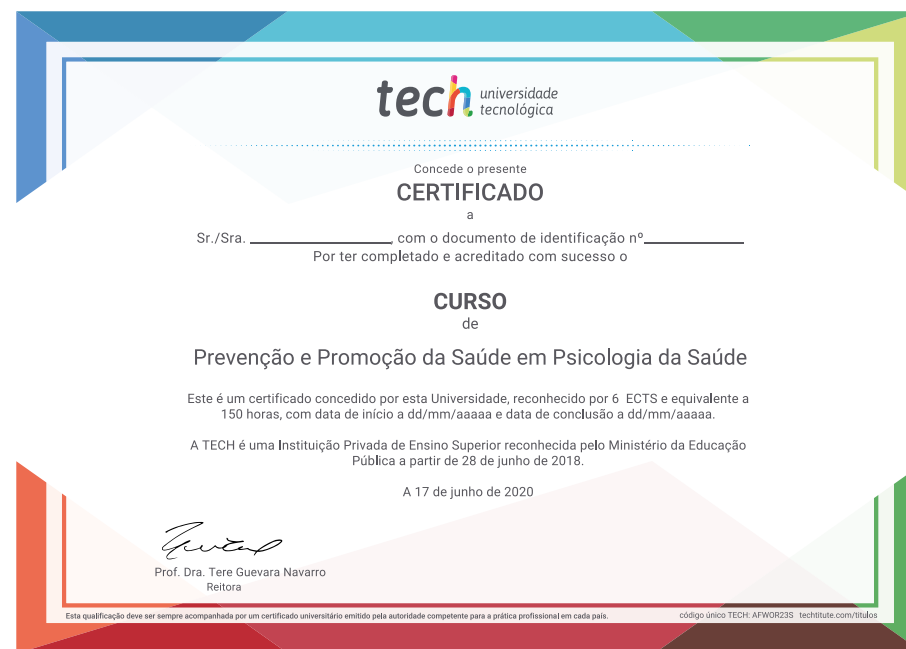 tech universidade
tecnológica
Concede o presente
CERTIFICADO
a
Sr./Sra. ____________________, com o documento de identificação nº______________
Por ter completado e acreditado com sucesso o
CURSO
de
Prevenção e Promoção da Saúde em Psicologia da Saúde
Este é um certificado concedido por esta Universidade, reconhecido por 6 ECTS e equivalente a
150 horas, com data de início a dd/mm/aaaaa e data de conclusão a dd/mm/aaaaa.
A TECH é uma Instituição Privada de Ensino Superior reconhecida pelo Ministério da Educação
Pública a partir de 28 de junho de 2018.
A 17 de junho de 2020
Prof. Dra. Tere Guevara Navarro
Reitora
Esta qualificação deve ser sempre acompanhada por um certificado universitário emitido pela autoridade competente para a prática profissional em cada país.
código único TECH: AFWOR23S techtitute.com/titulos